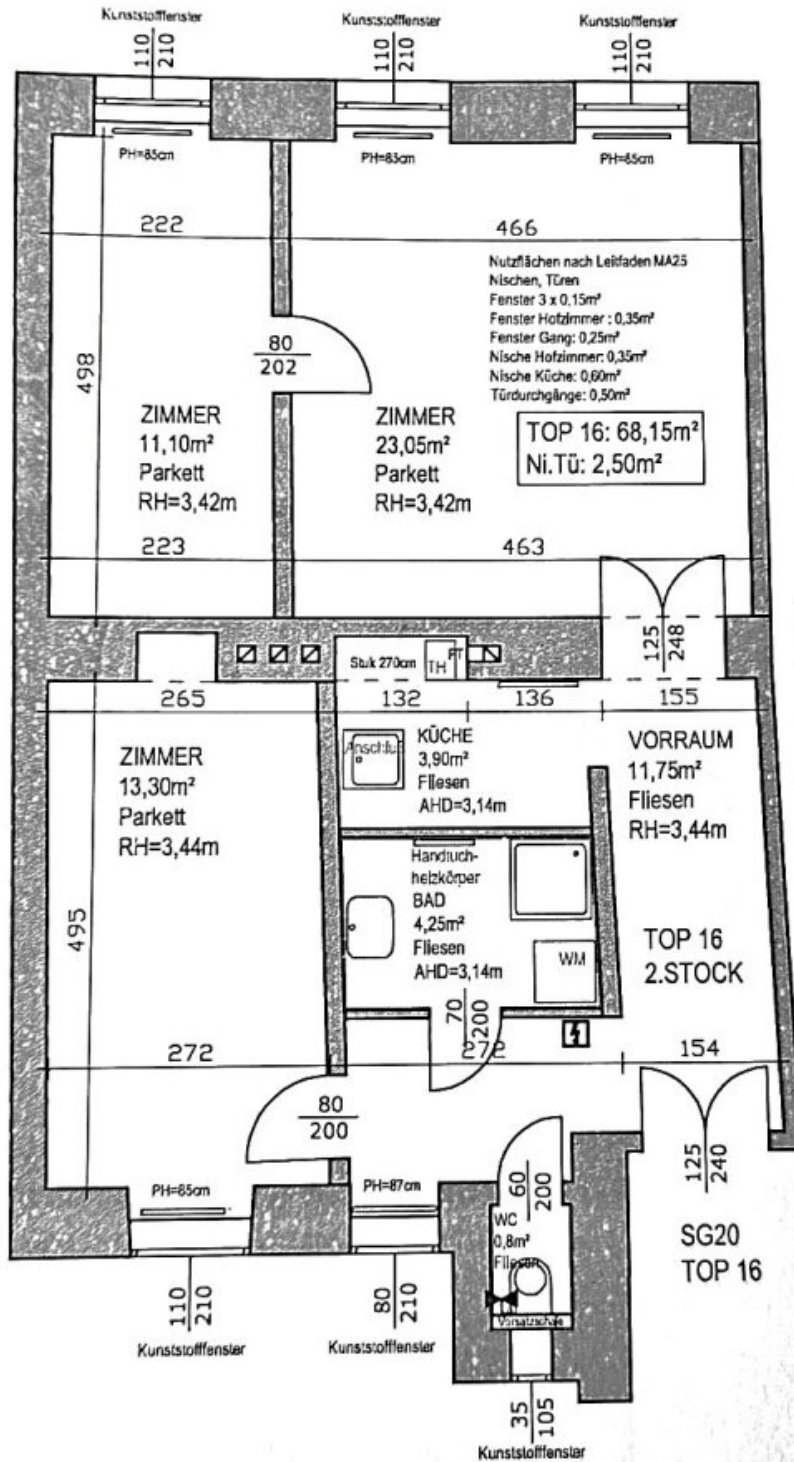 Kunststofffenster
110
210
Kunststofffenster
110
210
Kunststofffenster
110
210
PH=85cm
PH=85cm
PH=85cm
222
466
Nutzflächen nach Leitfaden MA25
Nischen, Türen
Fenster 3 x 0,15m²
Fenster Hofzimmer : 0,35m²
Fenster Gang: 0,25m²
Nische Hofzimmer: 0,35m²
Nische Küche: 0,60m²
Türdurchgänge: 0,50m²
80
202
498
ZIMMER
11,10m²
Parkett
RH=3,42m
ZIMMER
23,05m²
Parkett
RH=3,42m
TOP 16: 68,15m²
Ni.Tü: 2,50m²
223
463
125
248
Stuk 270cm
TH
265
132
136
155
ZIMMER
13,30m²
Parkett
RH=3,44m
Anschluß
KÜCHE
3,90m²
Fliesen
AHD=3,14m
VORRAUM
11,75m²
Fliesen
RH=3,44m
495
Handtuch-
heizkörper
BAD
4,25m²
Fliesen
AHD=3,14m
WM
TOP 16
2.STOCK
70
200
272
272
154
80
200
125
240
PH=85cm
PH=87cm
60
200
WC
0,8m²
Fliesen
Vorsatzschale
SG20
TOP 16
110
210
Kunststofffenster
80
210
Kunststofffenster
35
105
Kunststofffenster